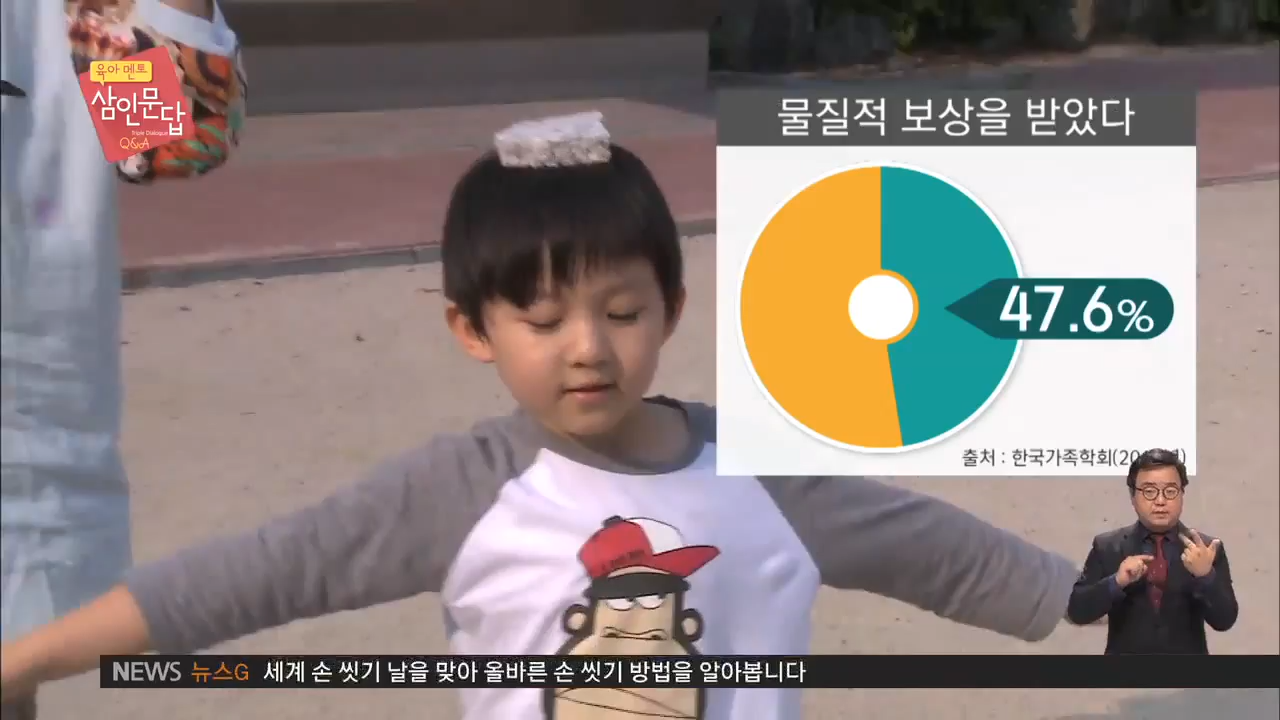 육아 멘토
삼인문답
Triple Dialogue
Q&A
물질적 보상을 받았다
47.6%
출처 : 한국가족학회
NEWS 뉴스G 세계 손 씻기 날을 맞아 올바른 손 씻기 방법을 알아봅니다